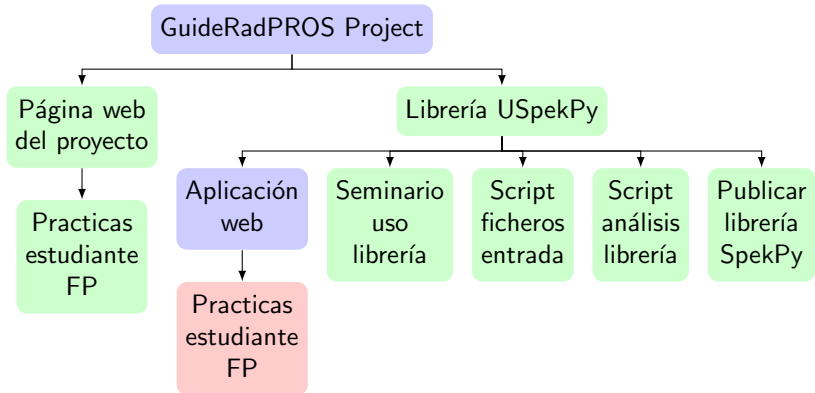 GuideRadPROS Project
Página web
del proyecto
Librería USpekPy
Practicas
estudiante
FP
Aplicación
web
Seminario
uso
librería
Script
ficheros
entrada
Script
análisis
librería
Publicar
librería
SpekPy
Practicas
estudiante
FP